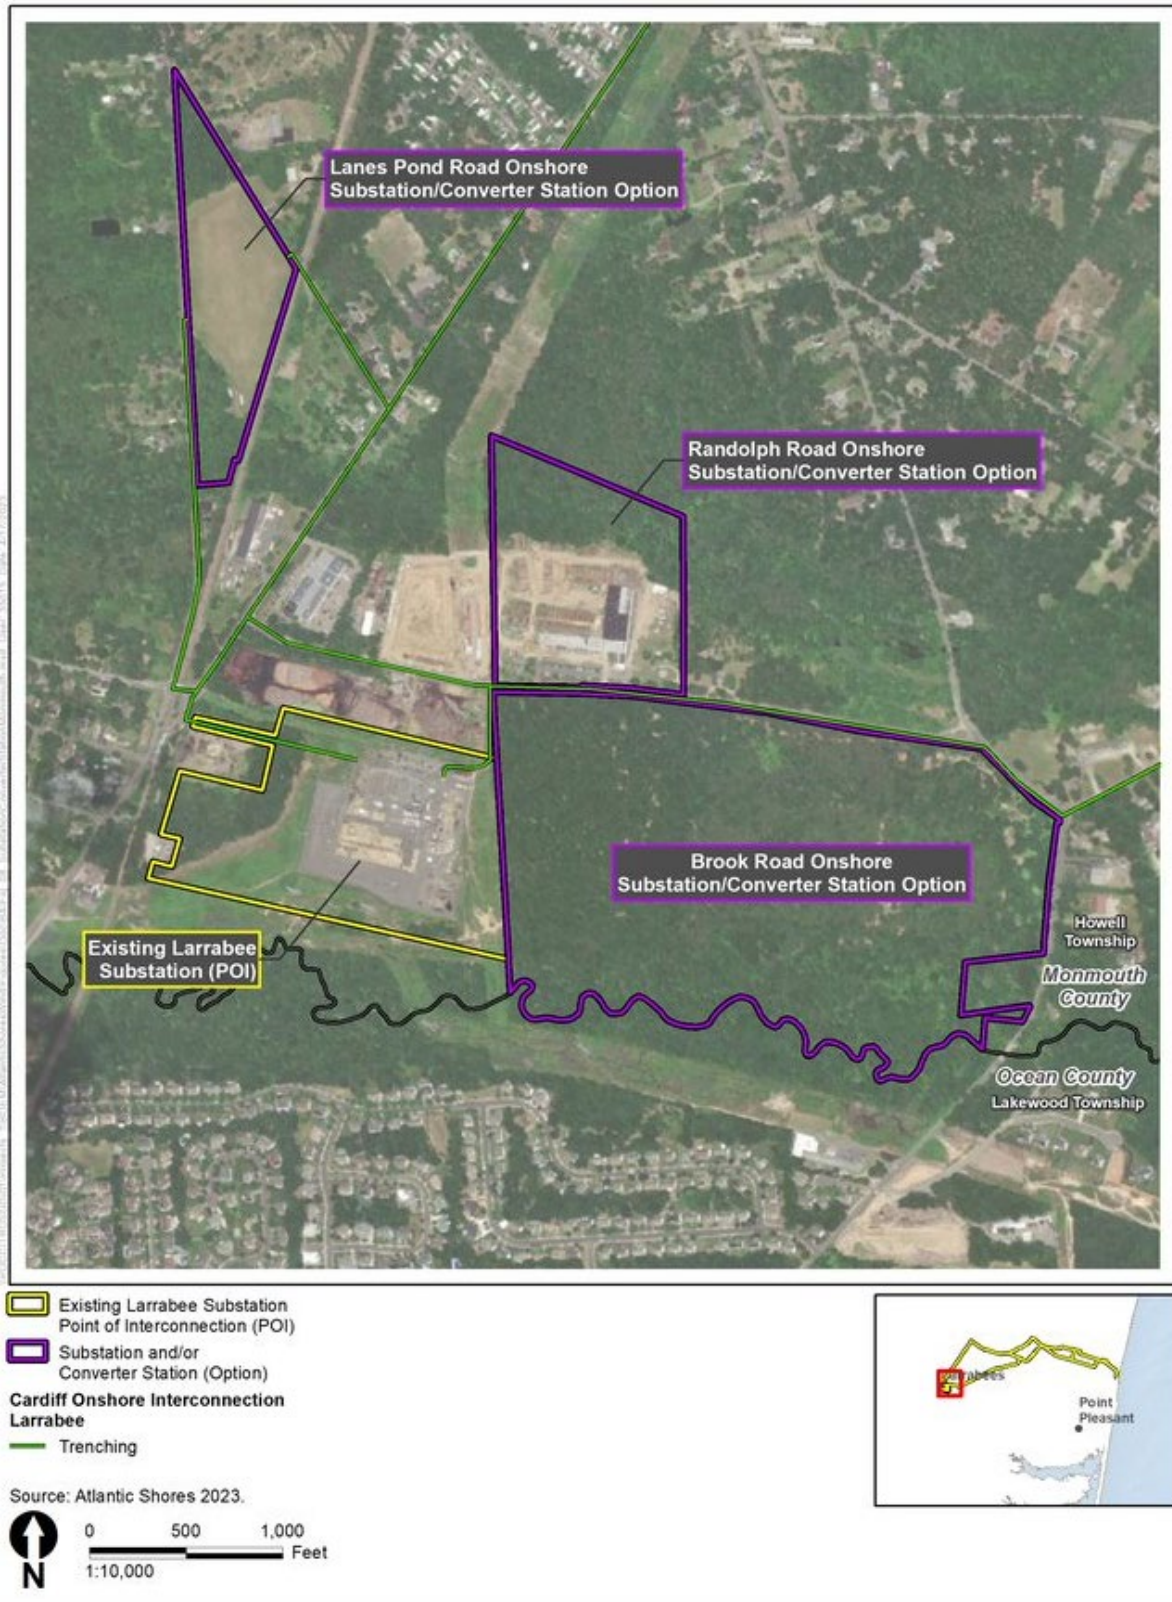 Lanes Pond Road Onshore
Substation/Converter Station Option
Randolph Road Onshore
Substation/Converter Station Option
Brook Road Onshore
Substation/Converter Station Option
Howell
Township
Existing Larrabee
Substation (POI)
Monmouth
County
Ocean County
Lakewood Township
Existing Larrabee Substation
Point of Interconnection (POI)
Substation and/or
Converter Station (Option)
Cardiff Onshore Interconnection
Larrabee
Trenching
Source: Atlantic Shores 2023.
0 500 1,000
Feet
1:10,000
N
Point
Pleasant